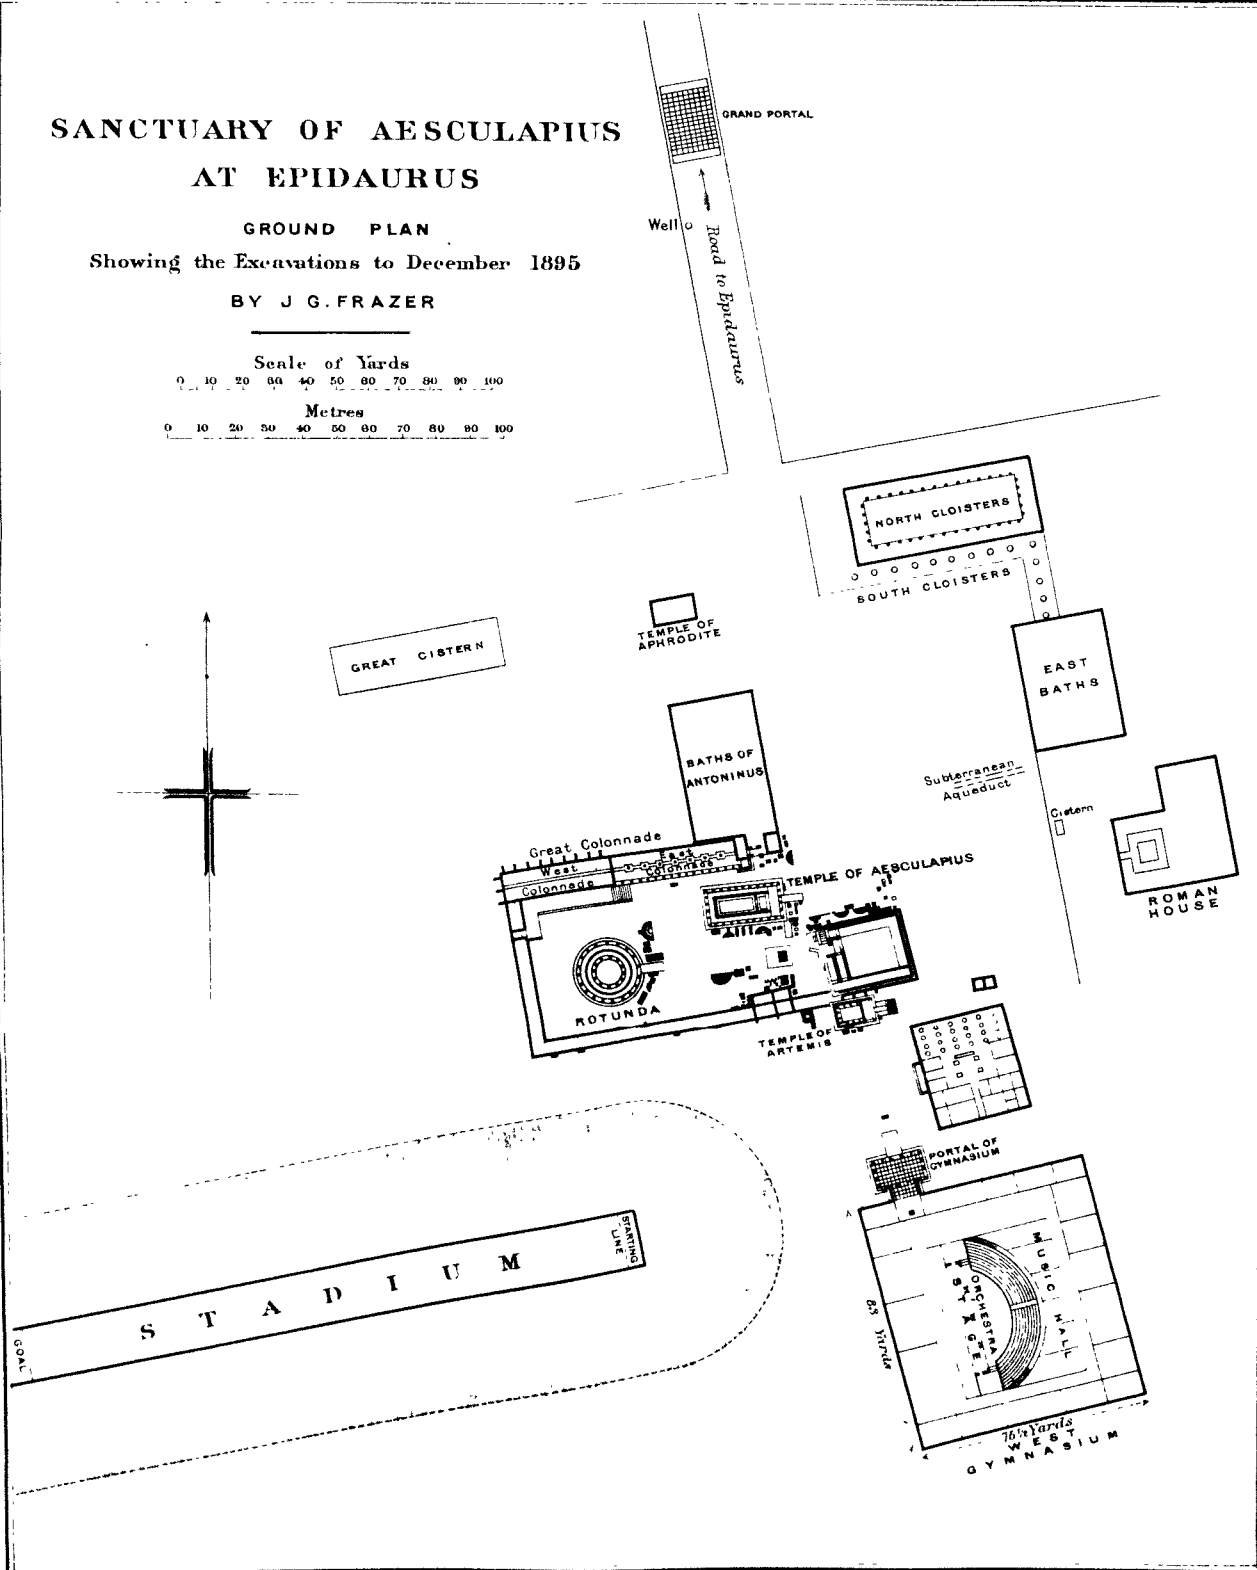 SANCTUARY OF AESCULAPIUS
AT EPIDAURUS
GROUND PLAN
Showing the Excavations to December 1895
BY J G. FRAZER
Scale of Yards
0 10 20 30 40 50 60 70 80 90 100
Metres
0 10 20 30 40 50 60 70 80 90 100
GRAND PORTAL
Well
Road to Epidaurus
NORTH CLOISTERS
SOUTH CLOISTERS
TEMPLE OF
APHRODITE
GREAT CISTERN
EAST
BATHS
BATHS OF
ANTONINUS
Subterranean
Aqueduct
Cistern
ROMAN
HOUSE
Great Colonnade
West
Colonnade
East
Colonnade
TEMPLE OF AESCULAPIUS
ROTUNDA
TEMPLE OF
ARTEMIS
PORTAL OF
GYMNASIUM
STADIUM
STARTING
LINE
GOAL
MUSIC HALL
ORCHESTRA
STAGE
83 Yards
76½ Yards
WEST
GYMNASIUM